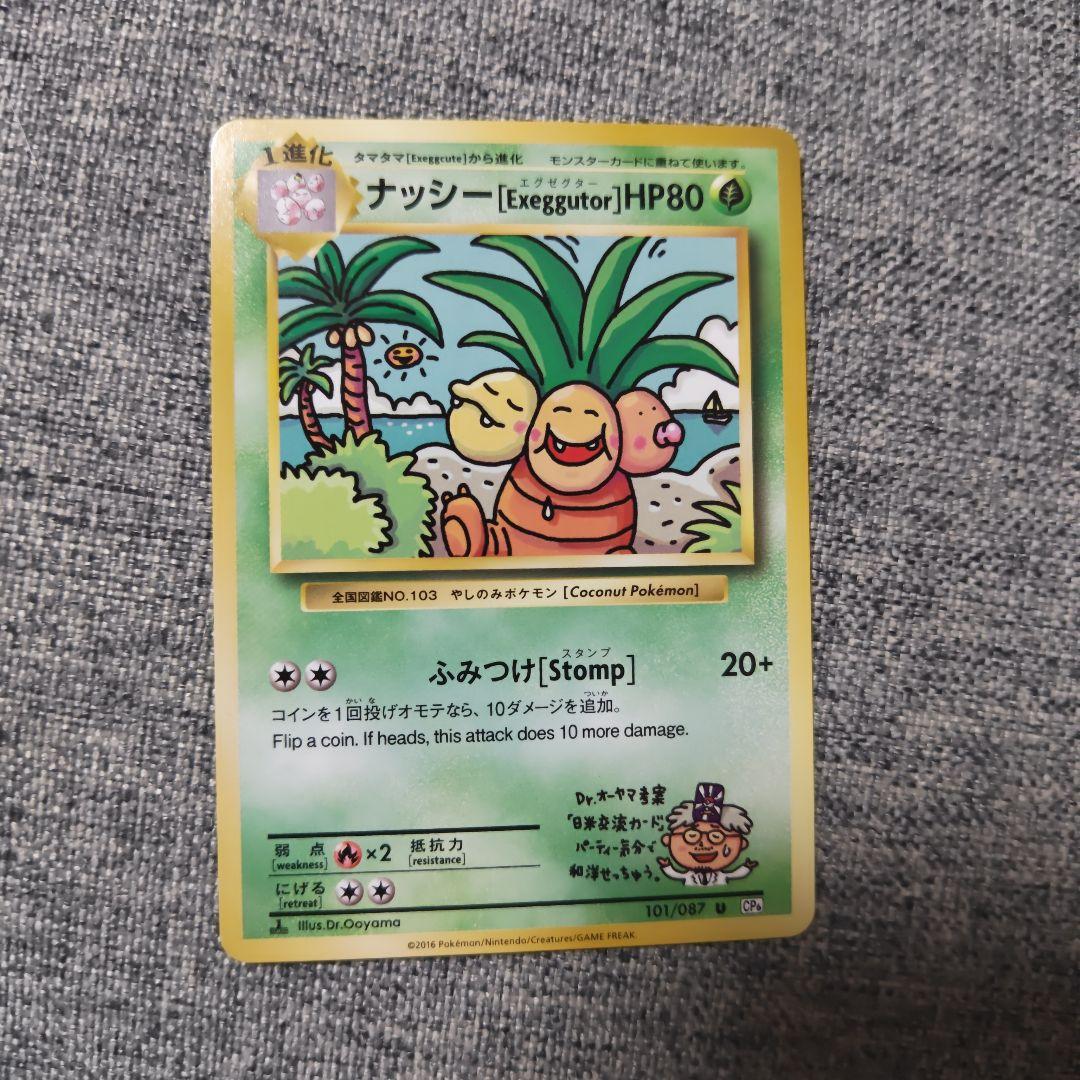 1進化 タマタマ[Exeggcute]から進化 モンスターカードに重ねて使います。
エグゼグター
ナッシー[Exeggutor]HP80
全国図鑑NO.103 やしのみポケモン [Coconut Pokémon]
スタンプ
ふみつけ[Stomp] 20+
かい な ついか
コインを1回投げオモテなら、10ダメージを追加。
Flip a coin. If heads, this attack does 10 more damage.
Dr.オーヤマ考案
「日米交流カード」
パーティー気分で
和洋せっちゅう。
弱点 ×2 抵抗力
[weakness] [resistance]
にげる
[retreat]
101/087 U CP6
1 Illus.Dr.Ooyama
©2016 Pokémon/Nintendo/Creatures/GAME FREAK.